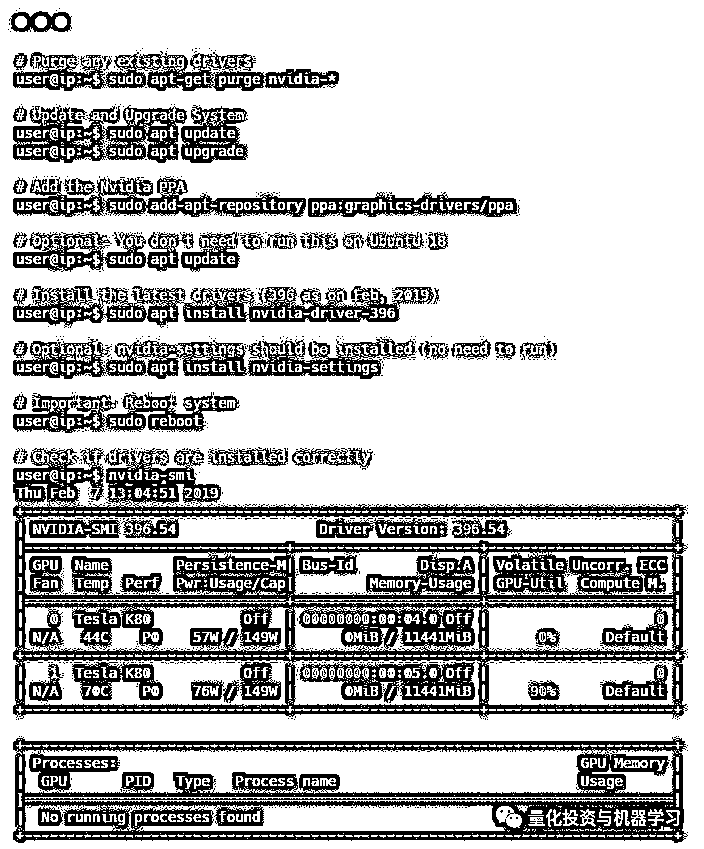 # Purge any existing drivers
user@ip:~$ sudo apt-get purge nvidia-*
# Update and Upgrade System
user@ip:~$ sudo apt update
user@ip:~$ sudo apt upgrade
# Add the Nvidia PPA
user@ip:~$ sudo add-apt-repository ppa:graphics-drivers/ppa
# Optional- You don't need to run this on Ubuntu 18
user@ip:~$ sudo apt update
# Install the latest drivers (396 as on Feb, 2019)
user@ip:~$ sudo apt install nvidia-driver-396
# Optional- nvidia-settings should be installed (no need to run)
user@ip:~$ sudo apt install nvidia-settings
# Important- Reboot system
user@ip:~$ sudo reboot
# Check if drivers are installed correctly
user@ip:~$ nvidia-smi
Thu Feb 7 13:04:51 2019
NVIDIA-SMI 396.54 Driver Version: 396.54
GPU Name Persistence-M| Bus-Id Disp.A | Volatile Uncorr. ECC
Fan Temp Perf Pwr:Usage/Cap| Memory-Usage | GPU-Util Compute M.
0 Tesla K80 Off | 00000000:00:04.0 Off | 0
N/A 44C P0 57W / 149W | 0MiB / 11441MiB | 0% Default
1 Tesla K80 Off | 00000000:00:05.0 Off | 0
N/A 70C P0 76W / 149W | 0MiB / 11441MiB | 90% Default
Processes: GPU Memory
GPU PID Type Process name Usage
No running processes found
量化投资与机器学习